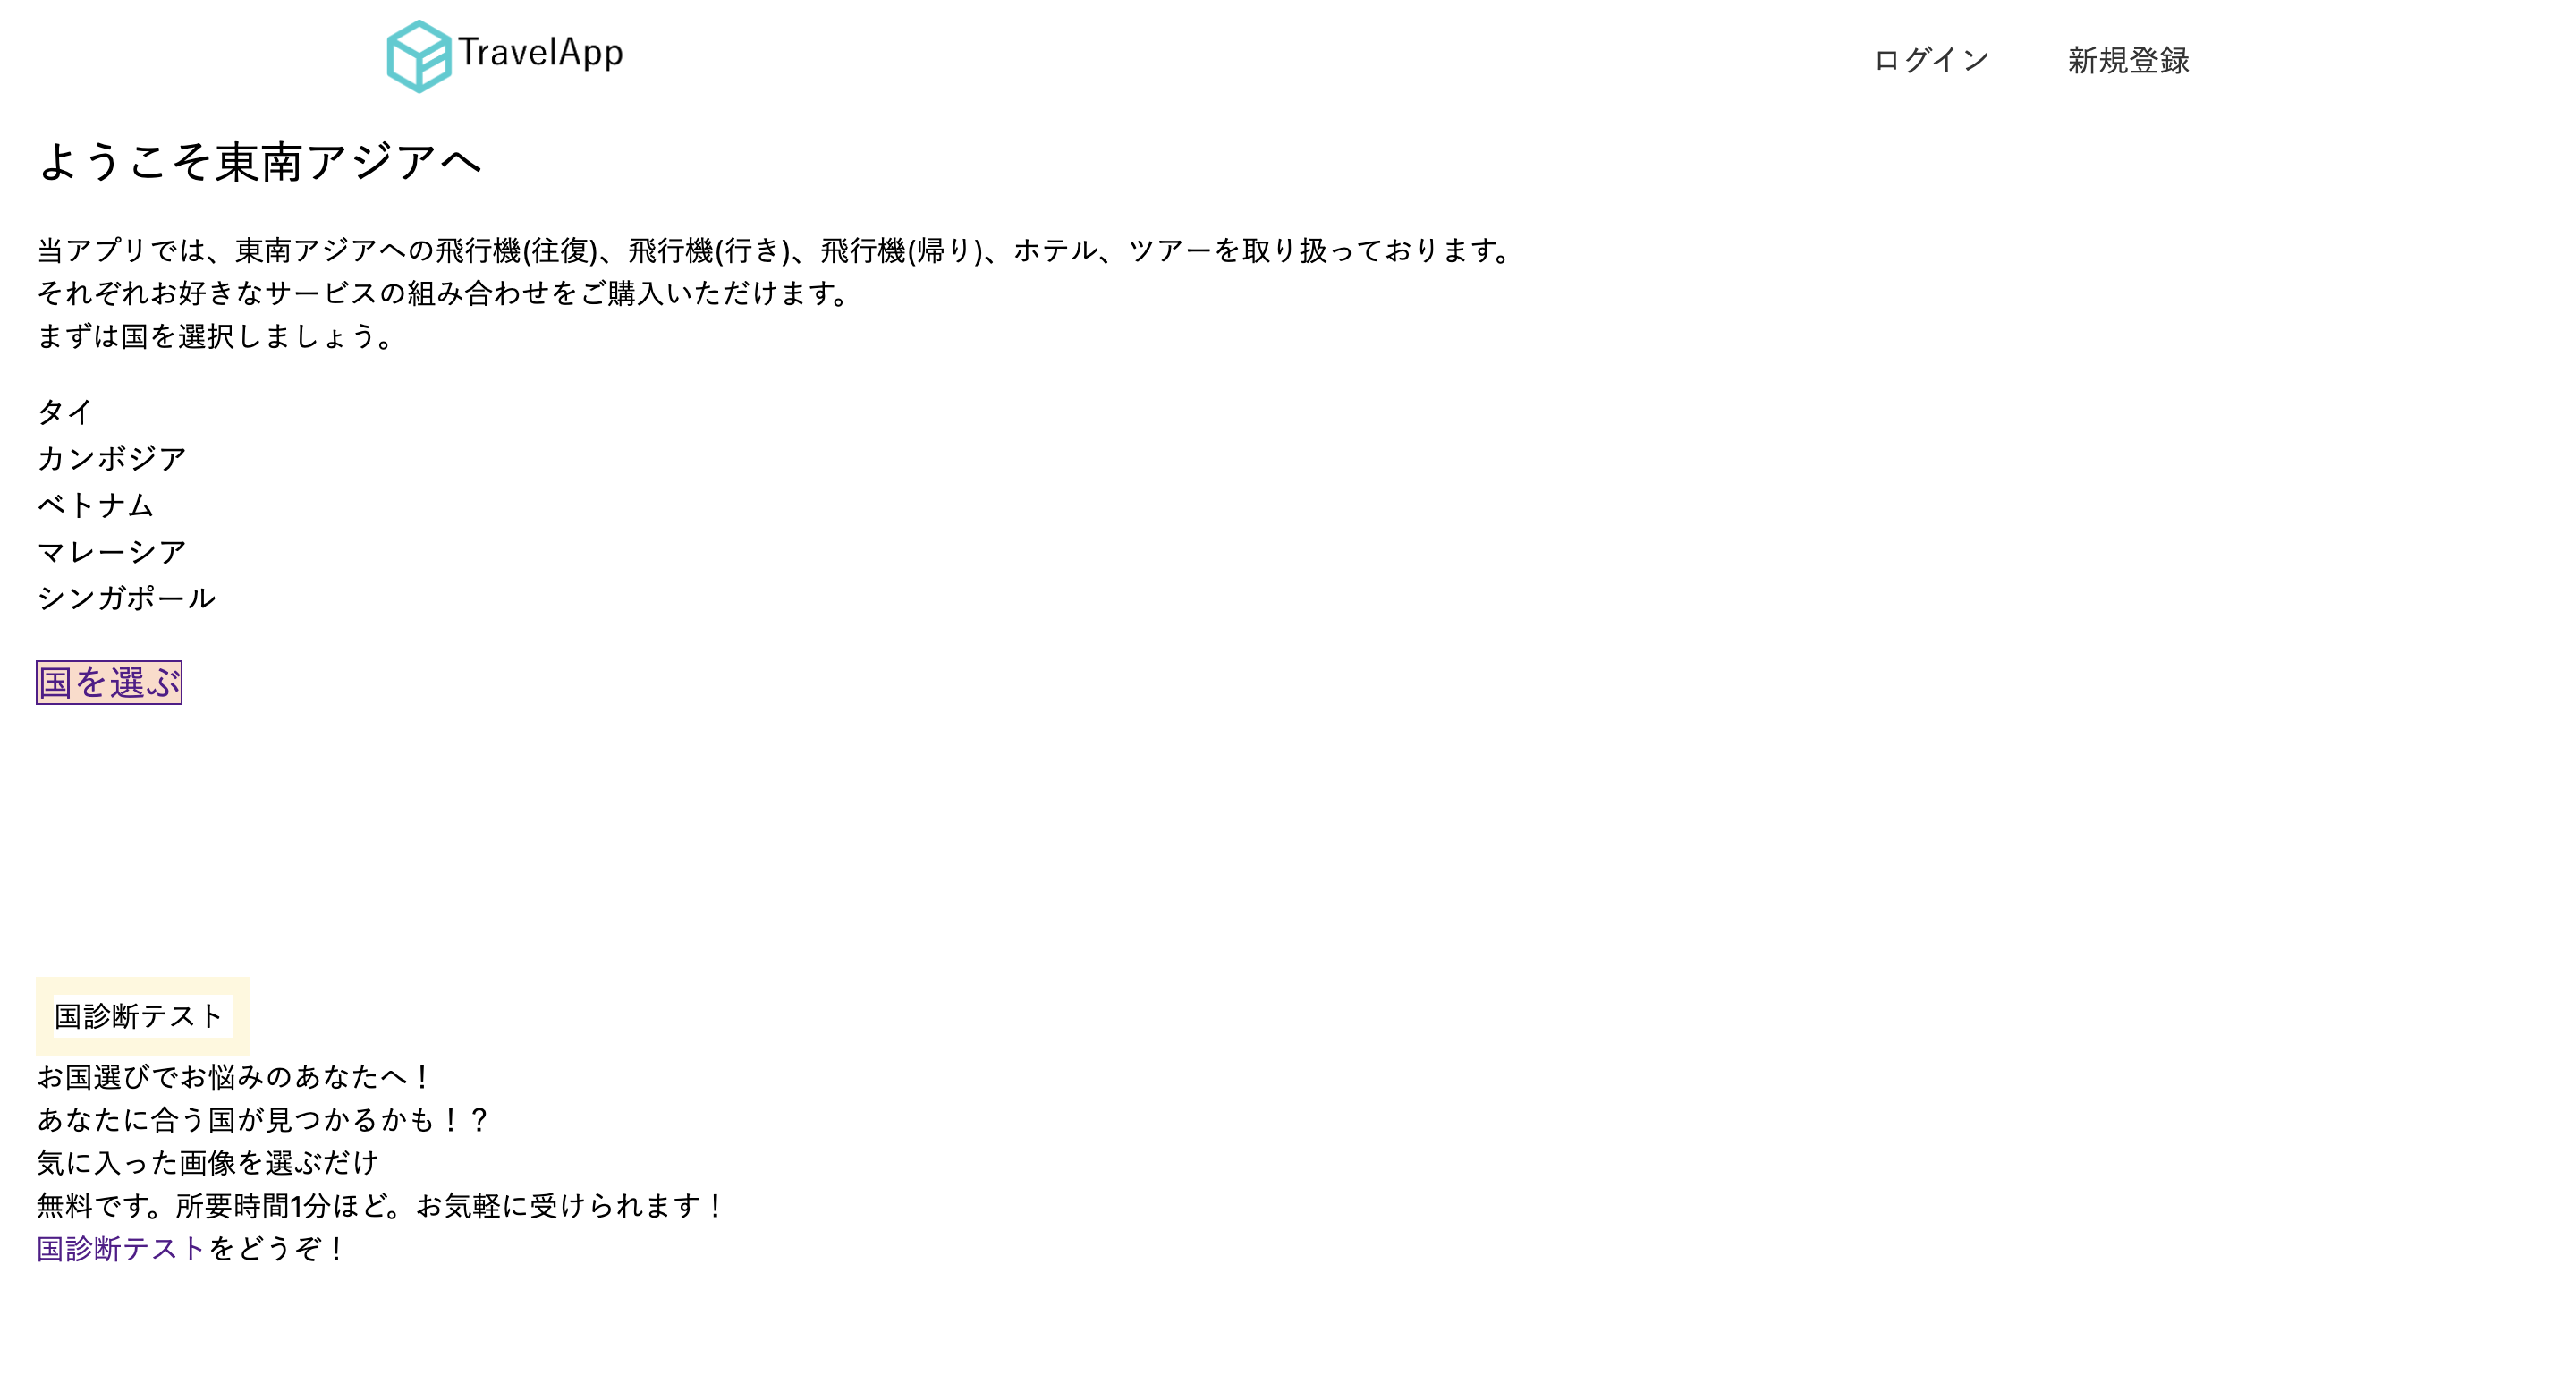 TravelApp
ログイン 新規登録
ようこそ東南アジアへ
当アプリでは、東南アジアへの飛行機(往復)、飛行機(行き)、飛行機(帰り)、ホテル、ツアーを取り扱っております。
それぞれお好きなサービスの組み合わせをご購入いただけます。
まずは国を選択しましょう。
タイ
カンボジア
ベトナム
マレーシア
シンガポール
国を選ぶ
国診断テスト
お国選びでお悩みのあなたへ！
あなたに合う国が見つかるかも！？
気に入った画像を選ぶだけ
無料です。所要時間1分ほど。お気軽に受けられます！
国診断テストをどうぞ！